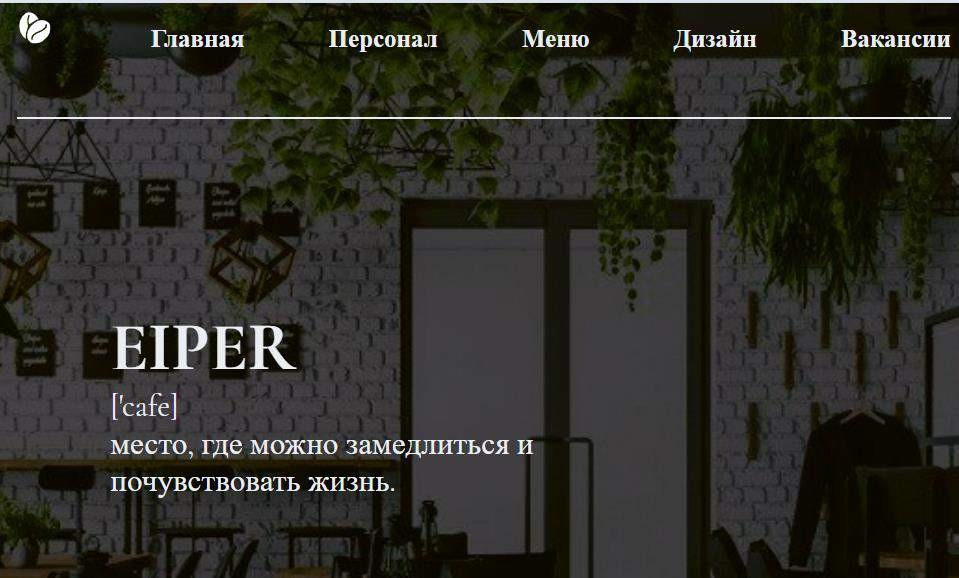 Главная Персонал Меню Дизайн Вакансии
EIPER
['cafe]
место, где можно замедлиться и
почувствовать жизнь.